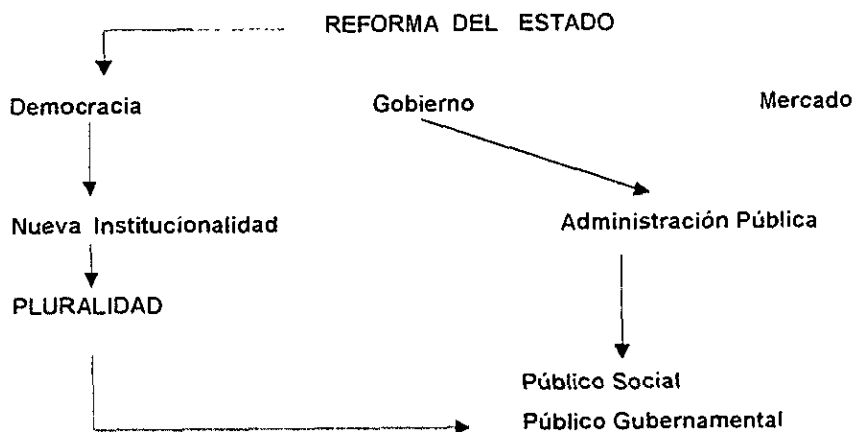 REFORMA DEL ESTADO
Democracia Gobierno Mercado
Nueva Institucionalidad Administración Pública
PLURALIDAD
Público Social
Público Gubernamental